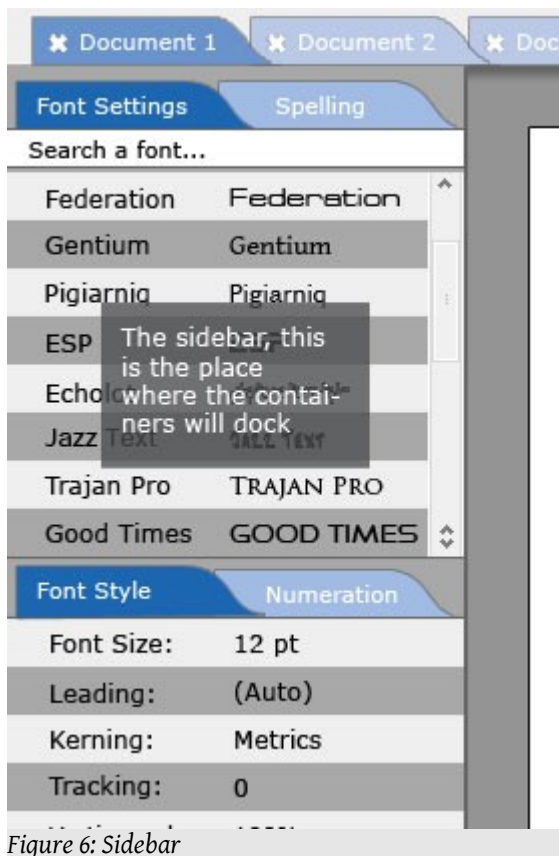 ✖ Document 1 ✖ Document 2 ✖ Doc
Font Settings Spelling
Search a font...
Federation Federation
Gentium Gentium
Pigiarniq Pigiarniq
ESP ESP
The sidebar, this
is the place
where the contai-
ners will dock
Jazz Text JAZZ TEXT
Trajan Pro TRAJAN PRO
Good Times GOOD TIMES
Font Style Numeration
Font Size: 12 pt
Leading: (Auto)
Kerning: Metrics
Tracking: 0
Figure 6: Sidebar